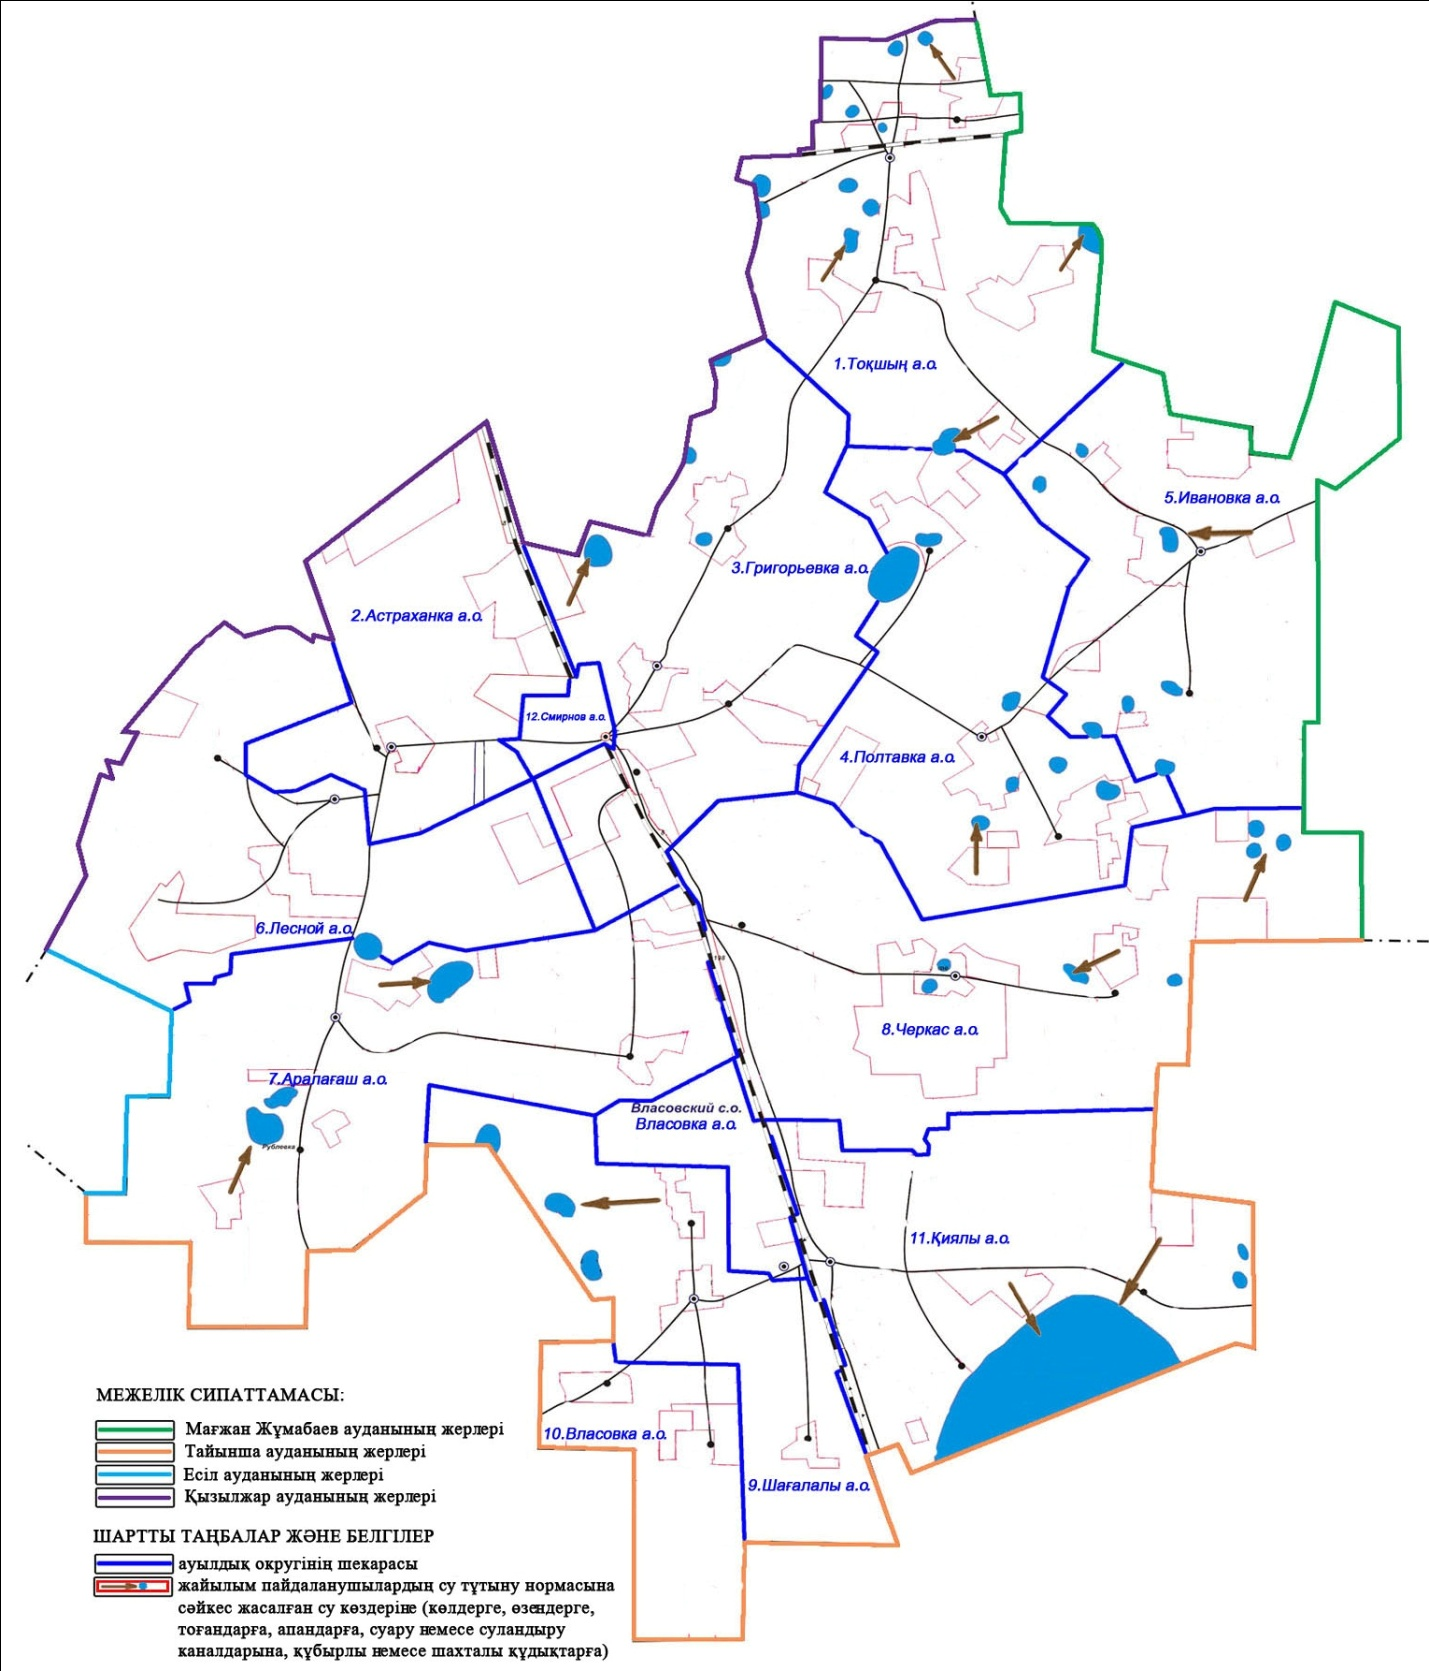 1.Тоқшың а.о.
5.Ивановка а.о.
3.Григорьевка а.о.
2.Астраханка а.о.
12.Смирнов а.о.
4.Полтавка а.о.
6.Лесной а.о.
198
8.Черкас а.о.
7.Аралағаш а.о.
Власовский с.о.
Власовка а.о.
Рублевка
11.Қиялы а.о.
10.Власовка а.о.
9.Шағалалы а.о.
МЕЖЕЛІК СИПАТТАМАСЫ:
Мағжан Жұмабаев ауданының жерлері
Тайынша ауданының жерлері
Есіл ауданының жерлері
Қызылжар ауданының жерлері
ШАРТТЫ ТАҢБАЛАР ЖӘНЕ БЕЛГІЛЕР
ауылдық округінің шекарасы
жайылым пайдаланушылардың су тұтыну нормасына
сәйкес жасалған су көздеріне (көлдерге, өзендерге,
тоғандарға, апандарға, суару немесе суландыру
каналдарына, құбырлы немесе шахталы құдықтарға)